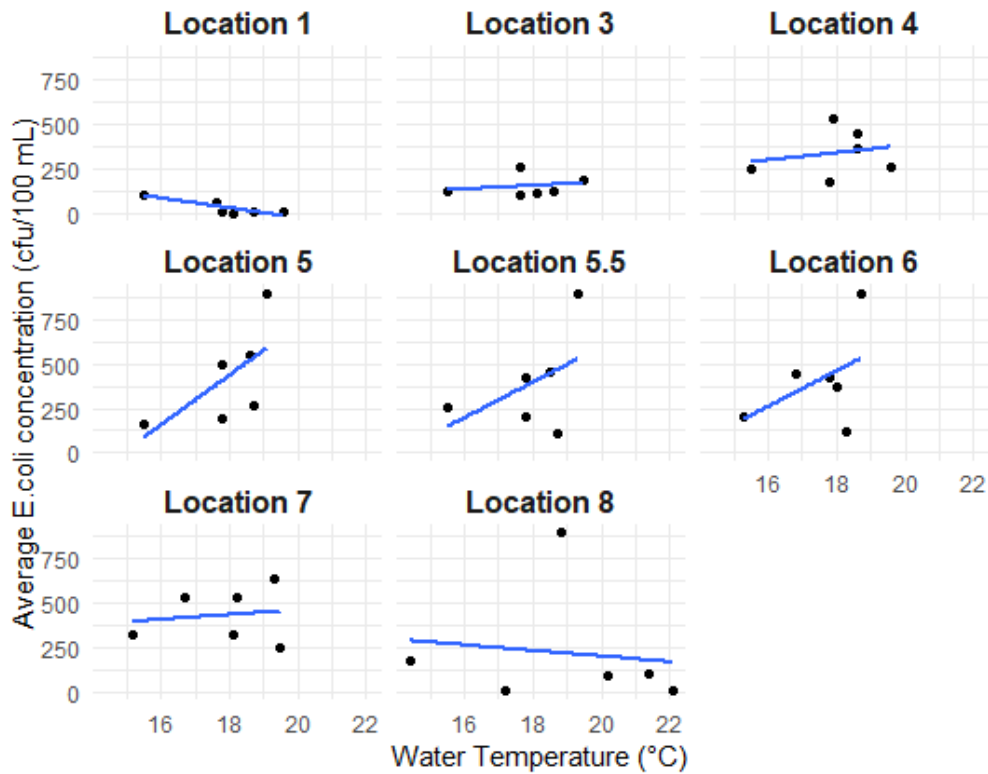 Location 1
Location 3
Location 4
750
500
250
0
Location 5
Location 5.5
Location 6
750
500
250
0
16
18
20
22
Location 7
Location 8
750
500
250
0
16
18
20
22
16
18
20
22
Water Temperature (°C)
Average E.coli concentration (cfu/100 mL)